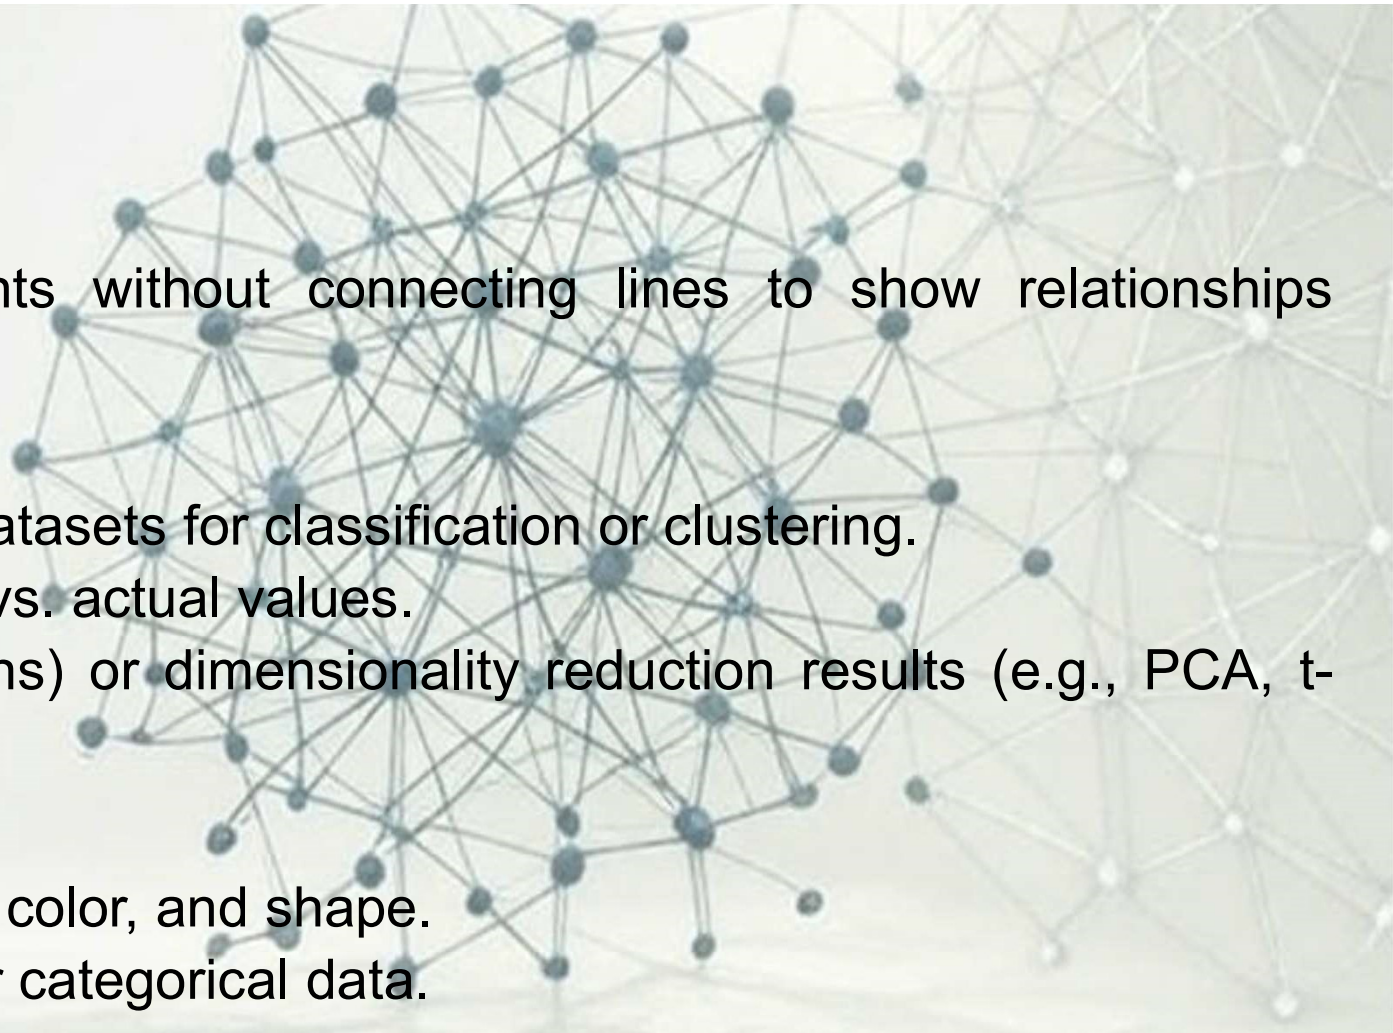 nts without connecting lines to show relationships
atasets for classification or clustering.
vs. actual values.
ns) or dimensionality reduction results (e.g., PCA, t-
color, and shape.
r categorical data.